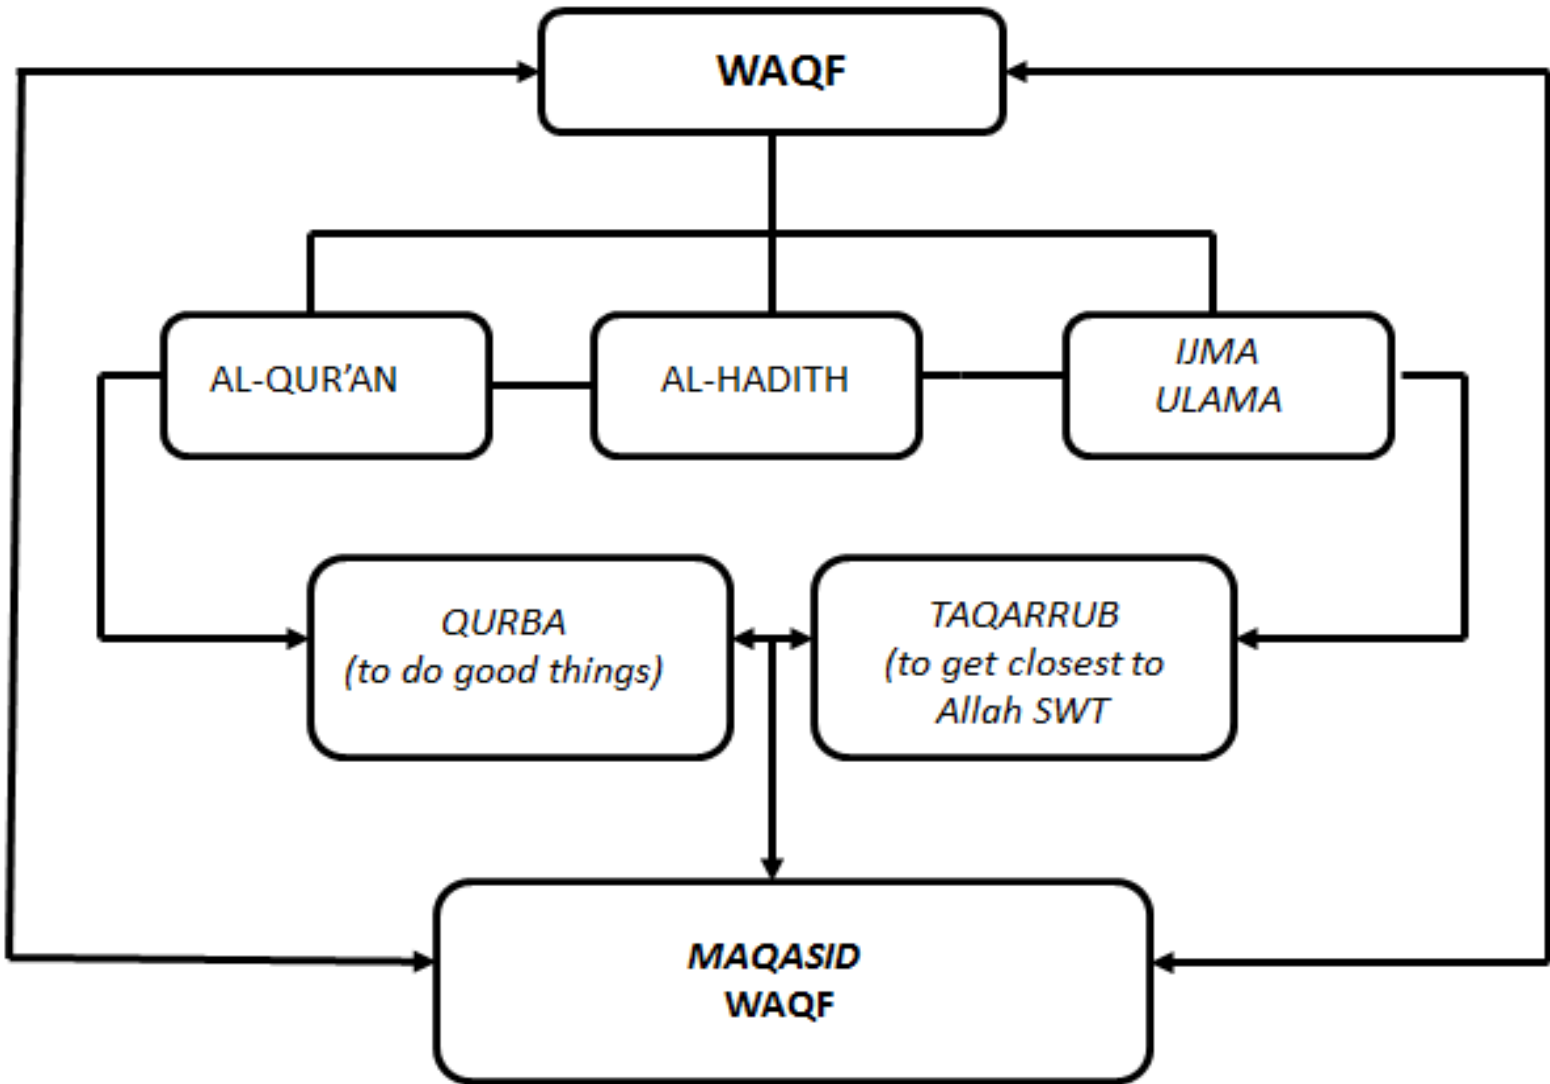 WAQF
AL-QUR’AN
AL-HADITH
IJMA
ULAMA
QURBA
(to do good things)
TAQARRUB
(to get closest to
Allah SWT
MAQASID
WAQF